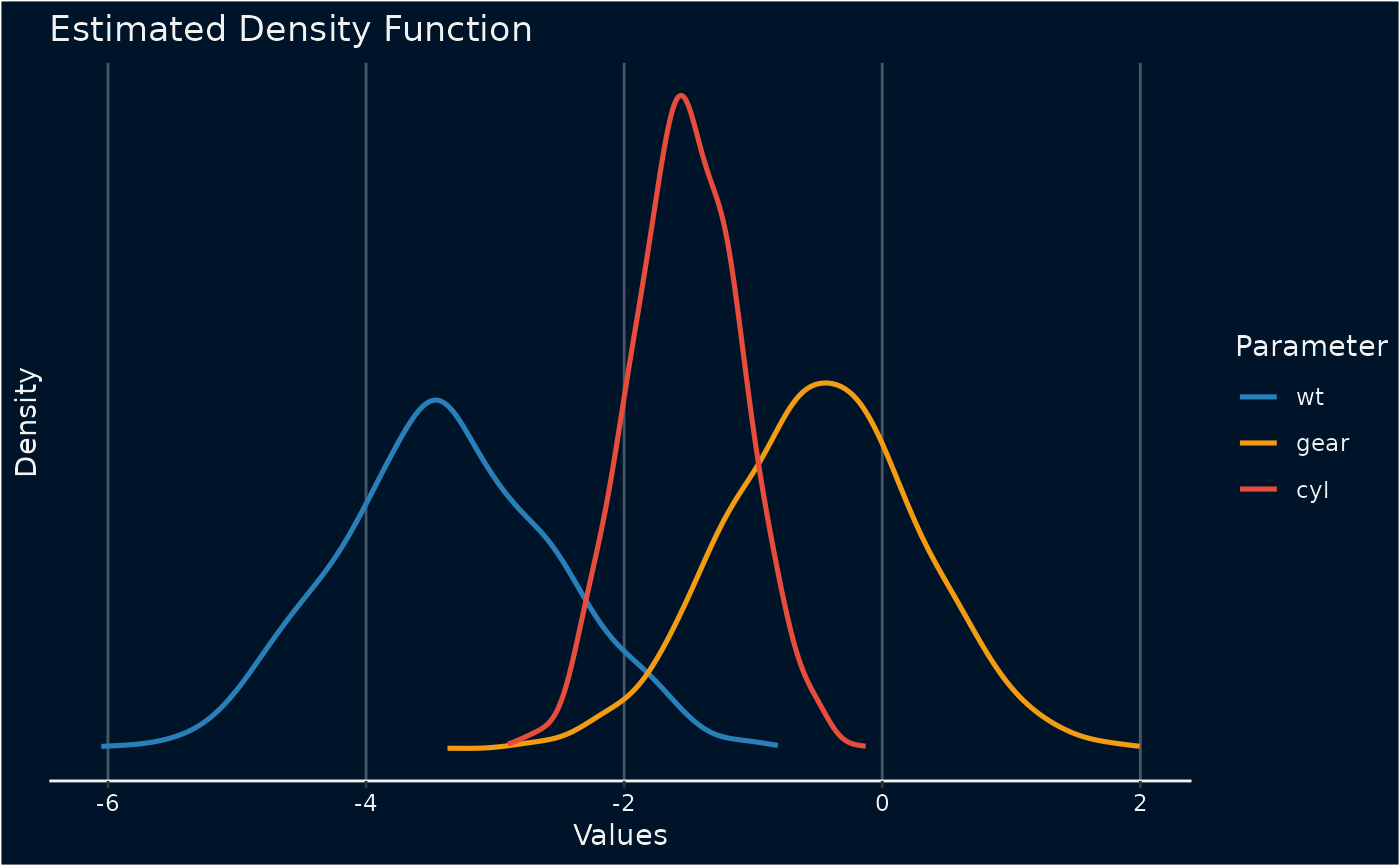 Estimated Density Function
Density
-6 -4 -2 0 2
Values
Parameter
wt
gear
cyl